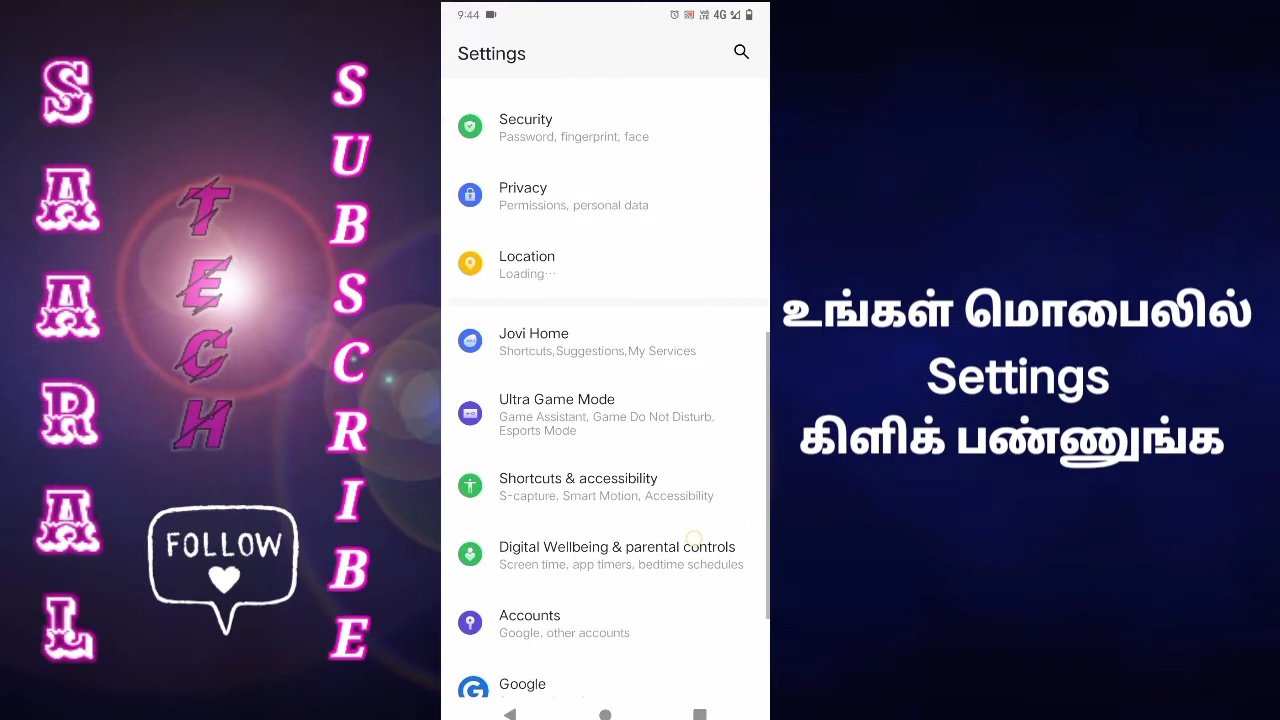 SAARAL
TECH
FOLLOW
SUBSCRIBE
9:44
4G
Settings
Security
Password, fingerprint, face
Privacy
Permissions, personal data
Location
Loading···
Jovi Home
Shortcuts,Suggestions,My Services
Ultra Game Mode
Game Assistant, Game Do Not Disturb,
Esports Mode
Shortcuts & accessibility
S-capture, Smart Motion, Accessibility
Digital Wellbeing & parental controls
Screen time, app timers, bedtime schedules
Accounts
Google, other accounts
Google
உங்கள் மொபைலில்
Settings
கிளிக் பண்ணுங்க